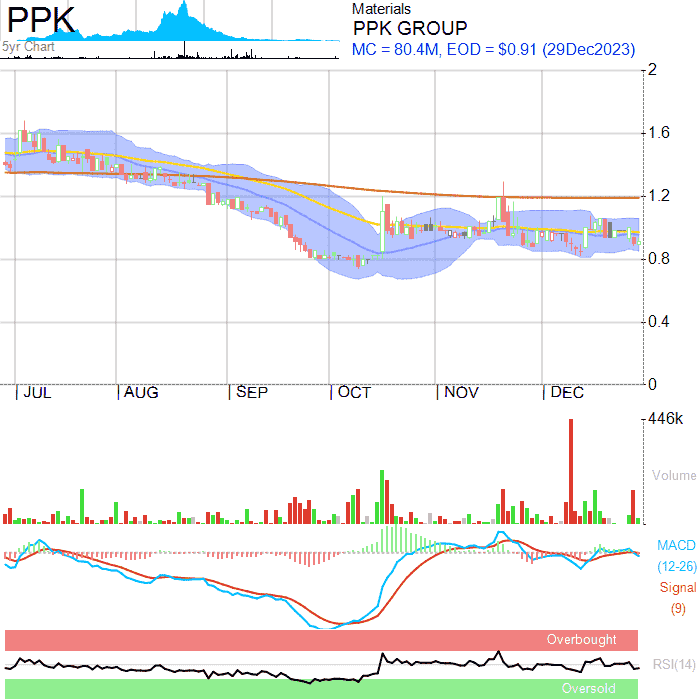 PPK
5yr Chart
Materials
PPK GROUP
MC = 80.4M, EOD = $0.91 (29Dec2023)
2
1.6
1.2
0.8
0.4
0
JUL AUG SEP OCT NOV DEC
446k
Volume
MACD
(12-26)
Signal
(9)
Overbought
RSI(14)
Oversold